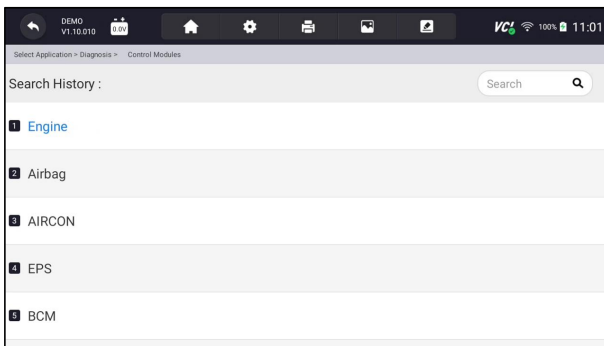 DEMO
V1.10.010
0.0V
VCI
100%
11:01
Select Application > Diagnosis > Control Modules
Search History :
Search
1 Engine
2 Airbag
3 AIRCON
4 EPS
5 BCM